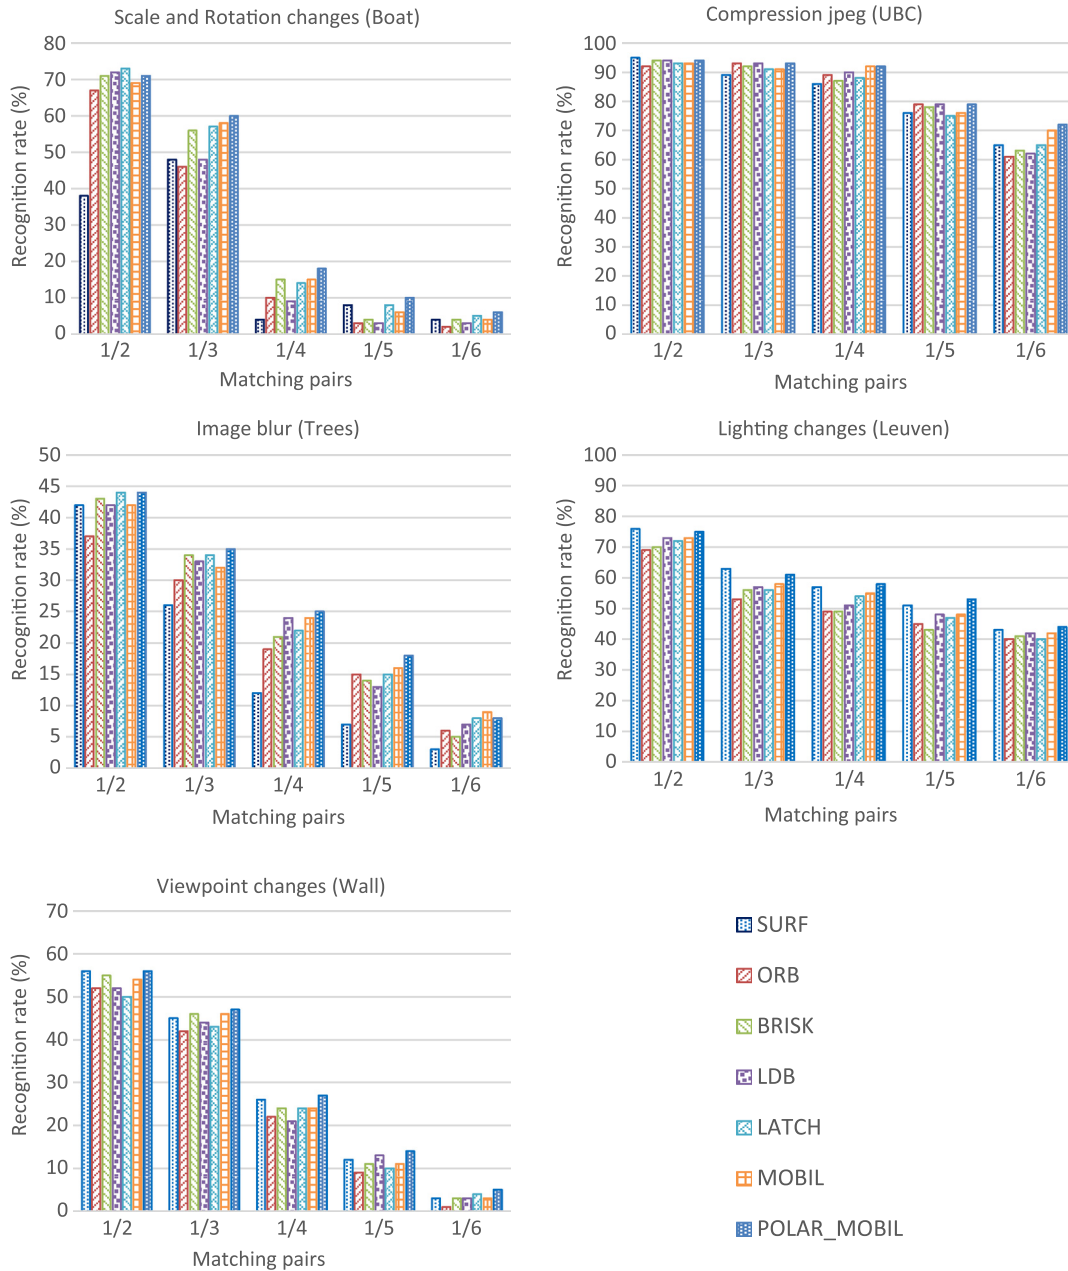 Scale and Rotation changes (Boat)
Recognition rate (%)
80
70
60
50
40
30
20
10
0
1/2 1/3 1/4 1/5 1/6
Matching pairs
Compression jpeg (UBC)
Recognition rate (%)
100
90
80
70
60
50
40
30
20
10
0
1/2 1/3 1/4 1/5 1/6
Matching pairs
Image blur (Trees)
Recognition rate (%)
50
45
40
35
30
25
20
15
10
5
0
1/2 1/3 1/4 1/5 1/6
Matching pairs
Lighting changes (Leuven)
Recognition rate (%)
100
90
80
70
60
50
40
30
20
10
0
1/2 1/3 1/4 1/5 1/6
Matching pairs
Viewpoint changes (Wall)
Recognition rate (%)
70
60
50
40
30
20
10
0
1/2 1/3 1/4 1/5 1/6
Matching pairs
SURF
ORB
BRISK
LDB
LATCH
MOBIL
POLAR_MOBIL